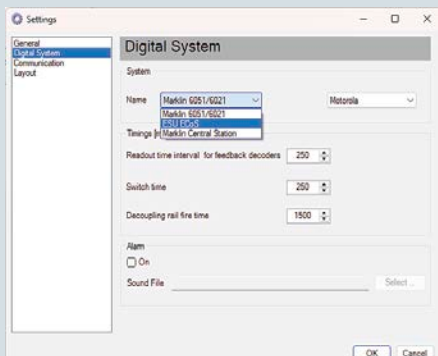 Settings
General
Digital System
Communication
Layout
Digital System
System
Name Marklin 6051/6021 Motorola
Marklin 6051/6021
ESU ECoS
Marklin Central Station
Timings
Readout time interval for feedback decoders 250
Switch time 250
Decoupling rail fire time 1500
Alarm
On
Sound File Select ...
OK Cancel